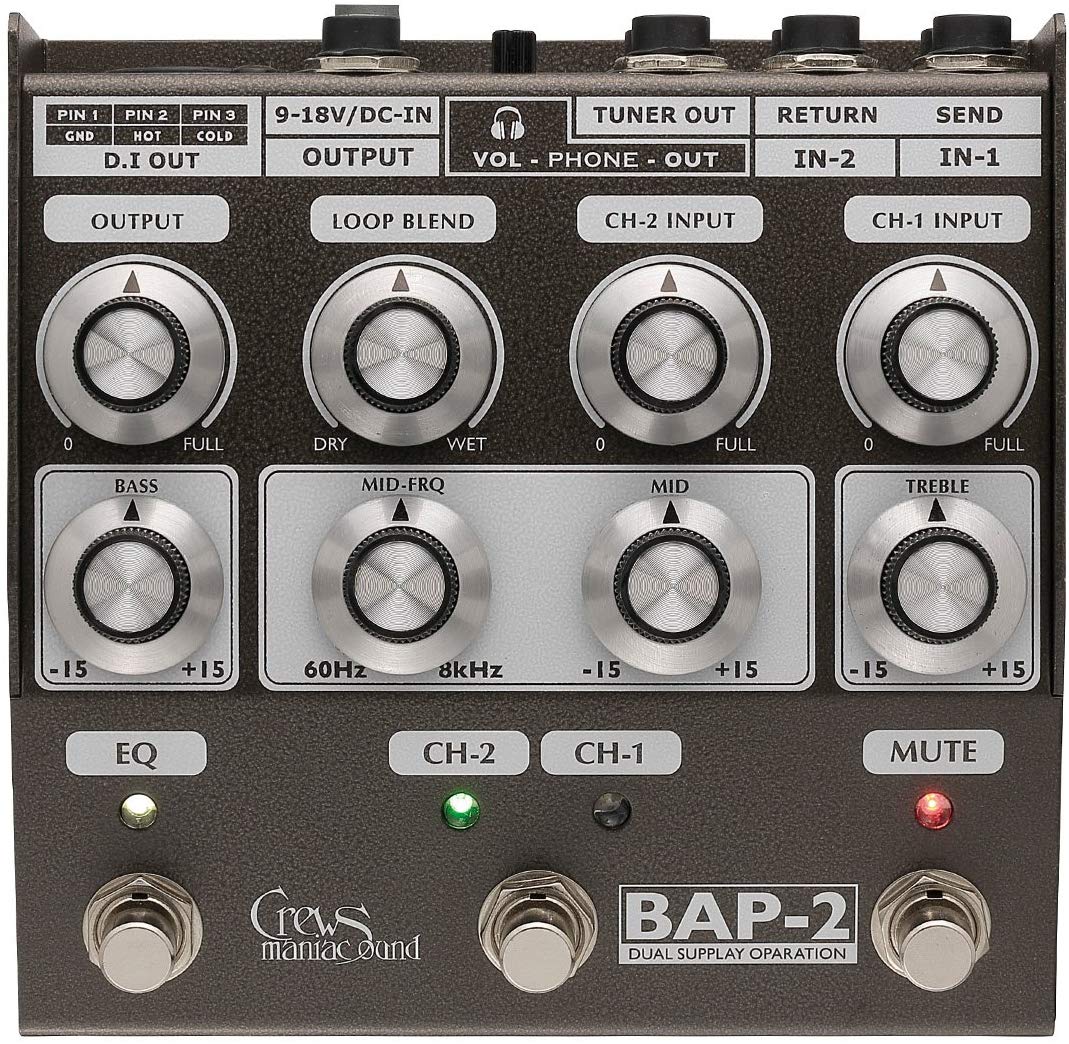 PIN 1 PIN 2 PIN 3
GND HOT COLD
D.I OUT
9-18V/DC-IN
OUTPUT
VOL - PHONE - OUT
TUNER OUT
RETURN SEND
IN-2 IN-1
OUTPUT LOOP BLEND CH-2 INPUT CH-1 INPUT
0 FULL DRY WET 0 FULL 0 FULL
BASS MID-FRQ MID TREBLE
-15 +15 60Hz 8kHz -15 +15 -15 +15
EQ CH-2 CH-1 MUTE
Crews
maniac sound
BAP-2
DUAL SUPPLAY OPARATION